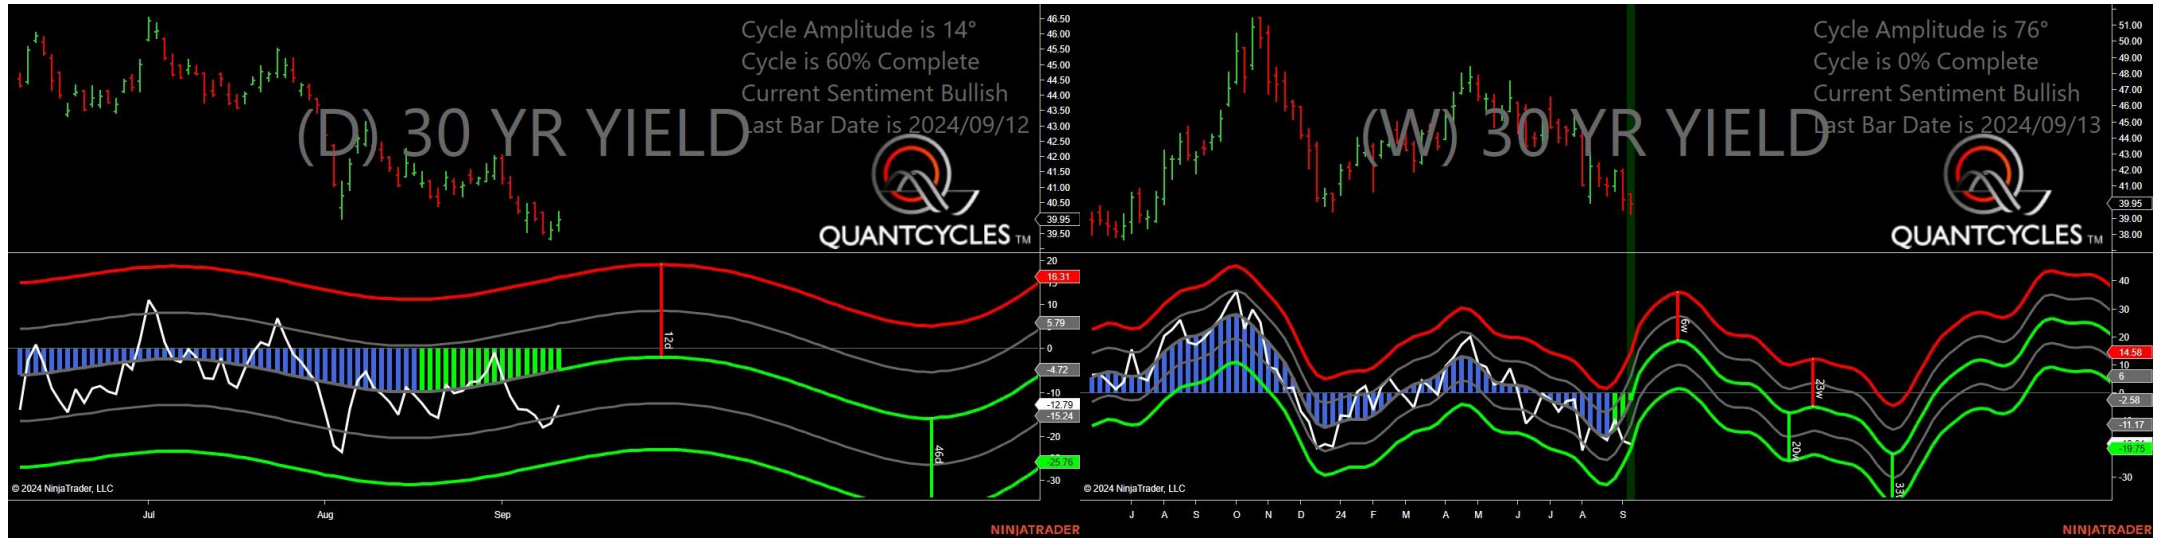 Cycle Amplitude is 14°
Cycle is 60% Complete
Current Sentiment Bullish
Last Bar Date is 2024/09/12
(D) 30 YR YIELD
QUANTCYCLES TM
46.50
46.00
45.50
45.00
44.50
44.00
43.50
43.00
42.50
42.00
41.50
41.00
40.50
39.95
39.50
20
16.31
10
5.79
0
-4.72
-10
-12.79
-15.24
-20
-25.76
-30
12d
46d
© 2024 NinjaTrader, LLC
Jul
Aug
Sep
NINJATRADER
Cycle Amplitude is 76°
Cycle is 0% Complete
Current Sentiment Bullish
Last Bar Date is 2024/09/13
(W) 30 YR YIELD
QUANTCYCLES TM
51.00
50.00
49.00
48.00
47.00
46.00
45.00
44.00
43.00
42.00
41.00
39.95
39.00
38.00
40
30
20
14.58
10
6
-2.58
-11.17
-19.75
-30
6w
23w
20w
© 2024 NinjaTrader, LLC
J A S O N D 24 F M A M J J A S
NINJATRADER